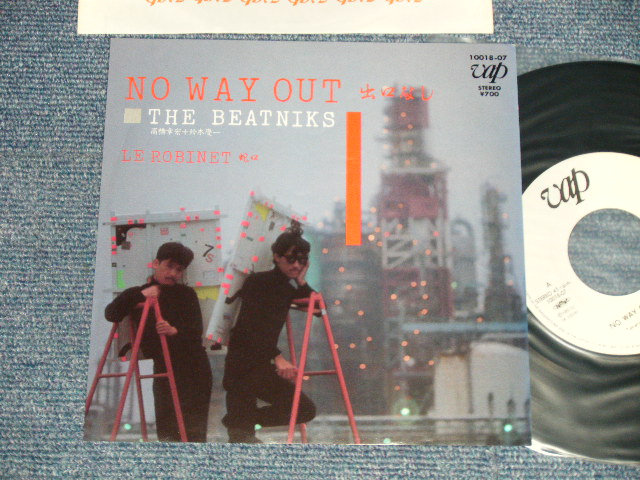 10018-07
vap
STEREO
¥700
NO WAY OUT 出口なし
THE BEATNIKS
高橋幸宏+鈴木慶一
LE ROBINET 蛇口
7S
vap
A
NO WAY